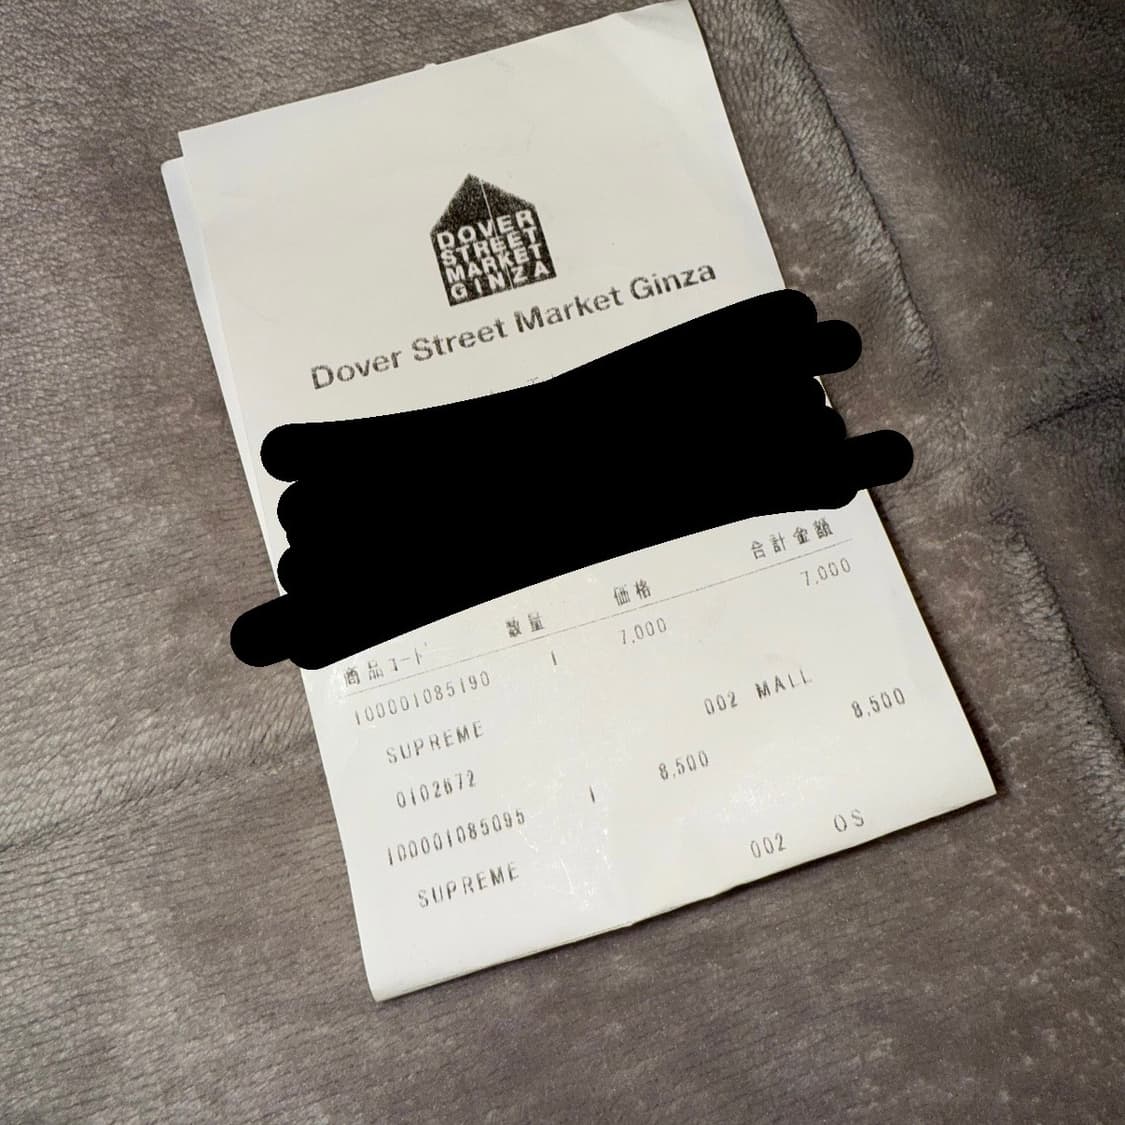 DOVER
STREET
MARKET
GINZA
Dover Street Market Ginza
商品コード 数量 価格 合計金額
100001085190 1 7,000 7,000
SUPREME 002 MALL
0102672
100001085095 1 8,500 8,500
SUPREME 002 OS